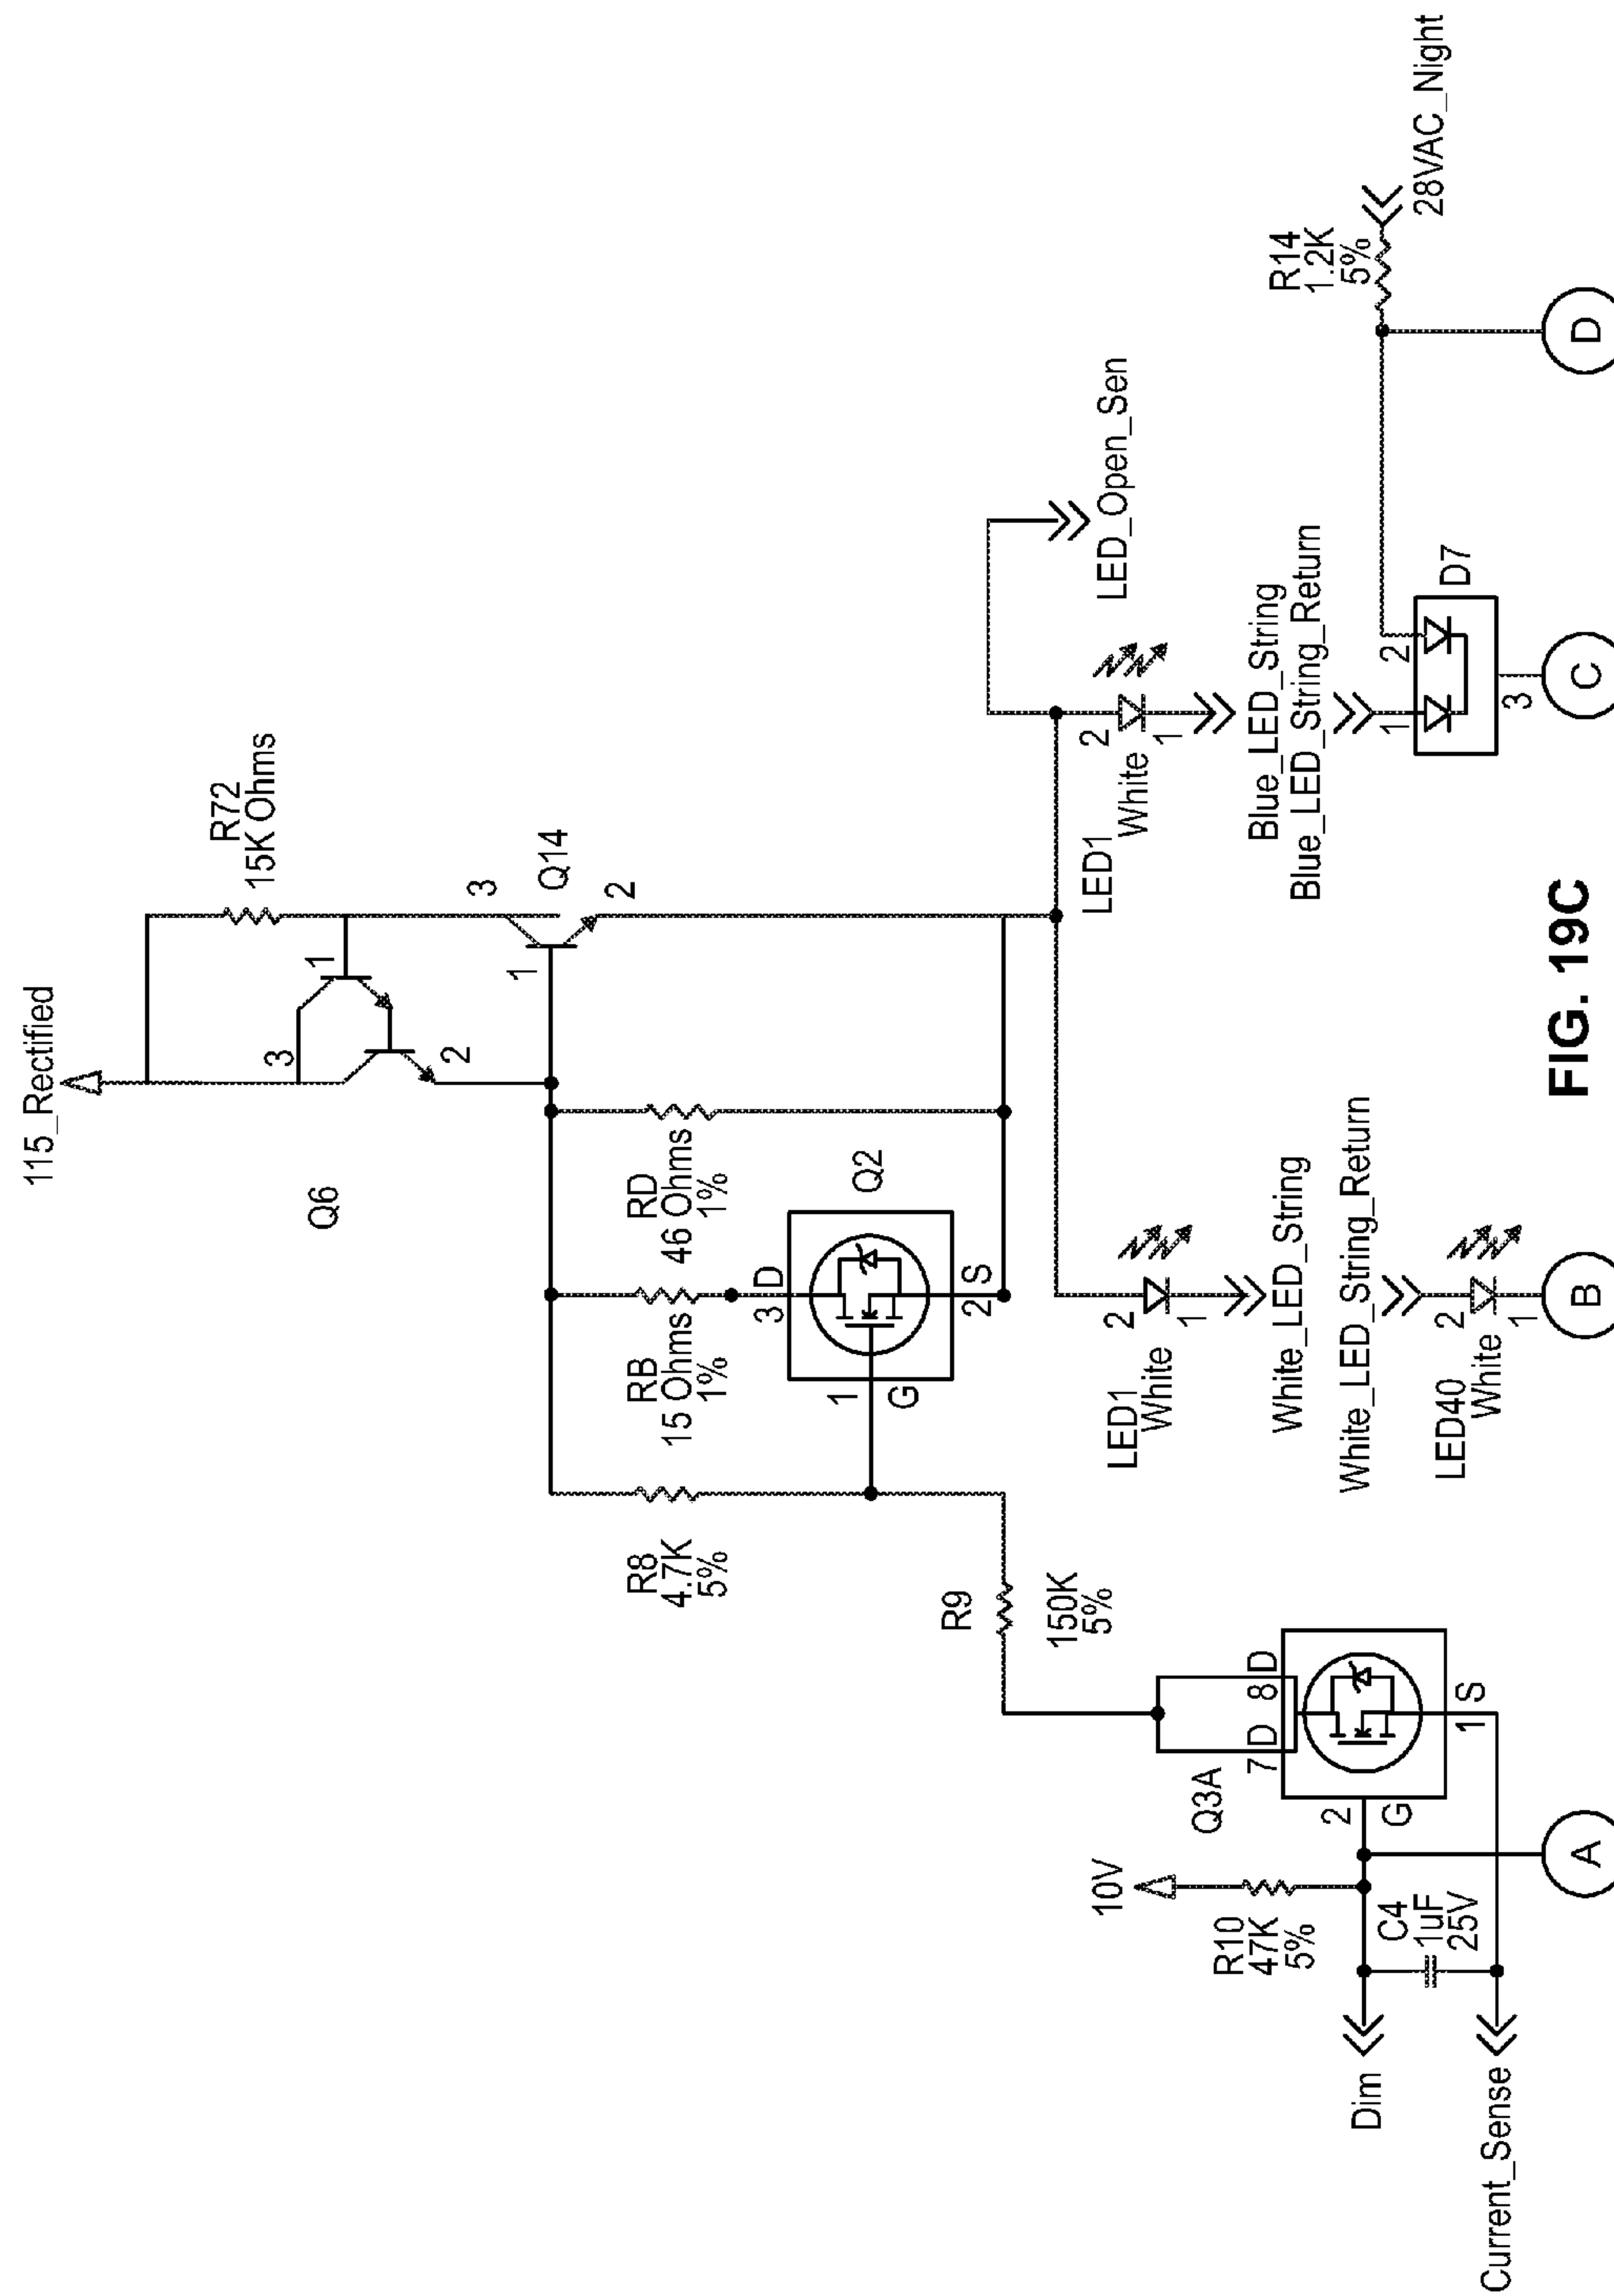 115_Rectified
R72
15K Ohms
Q6
3
1
2
3
1
Q14
2
R8
4.7K
5%
RB
15 Ohms
1%
RD
46 Ohms
1%
3
D
Q2
1
G
2
S
R9
150K
5%
LED_Open_Sen
LED1
2
White
1
Blue_LED_String
Blue_LED_String_Return
1
2
D7
3
C
R14
1.2K
5%
28VAC_Night
D
LED1
2
White
1
White_LED_String
White_LED_String_Return
LED40
2
White
1
B
10V
R10
47K
5%
Q3A
7
D
8
D
2
G
1
S
C4
1uF
25V
Dim
Current_Sense
A
FIG. 19C